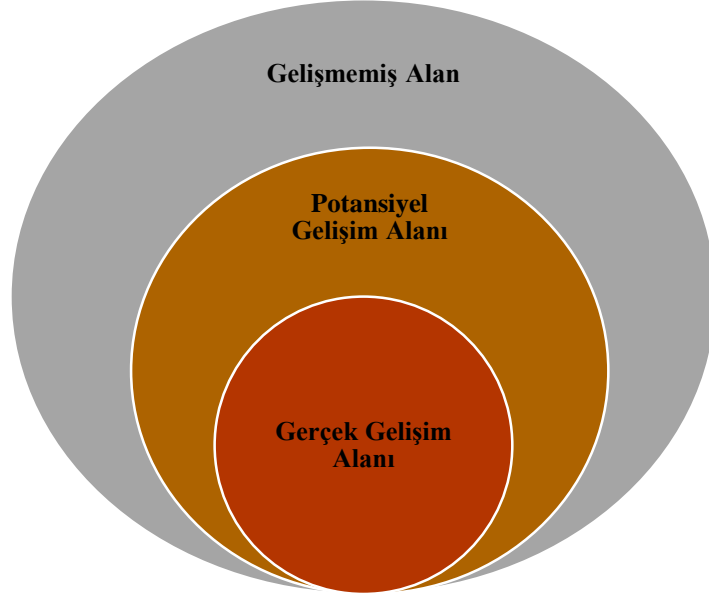 Gelişmemiş Alan
Potansiyel
Gelişim Alanı
Gerçek Gelişim
Alanı